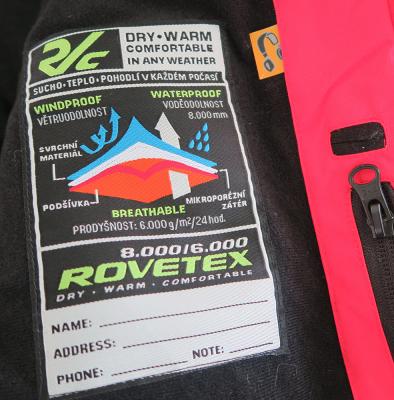 R/c
DRY • WARM
COMFORTABLE
IN ANY WEATHER
SUCHO • TEPLO • POHODLÍ V KAŽDÉM POČASÍ
WINDPROOF
VĚTRUODOLNOST
WATERPROOF
VODĚODOLNOST
8.000 mm
SVRCHNÍ
MATERIÁL
PODŠÍVKA
MIKROPORÉZNÍ
ZÁTĚR
BREATHABLE
PRODYŠNOST: 6.000 g/m²/24 hod.
8.000/6.000
ROVETEX
DRY • WARM • COMFORTABLE
NAME:
ADDRESS:
PHONE: NOTE: